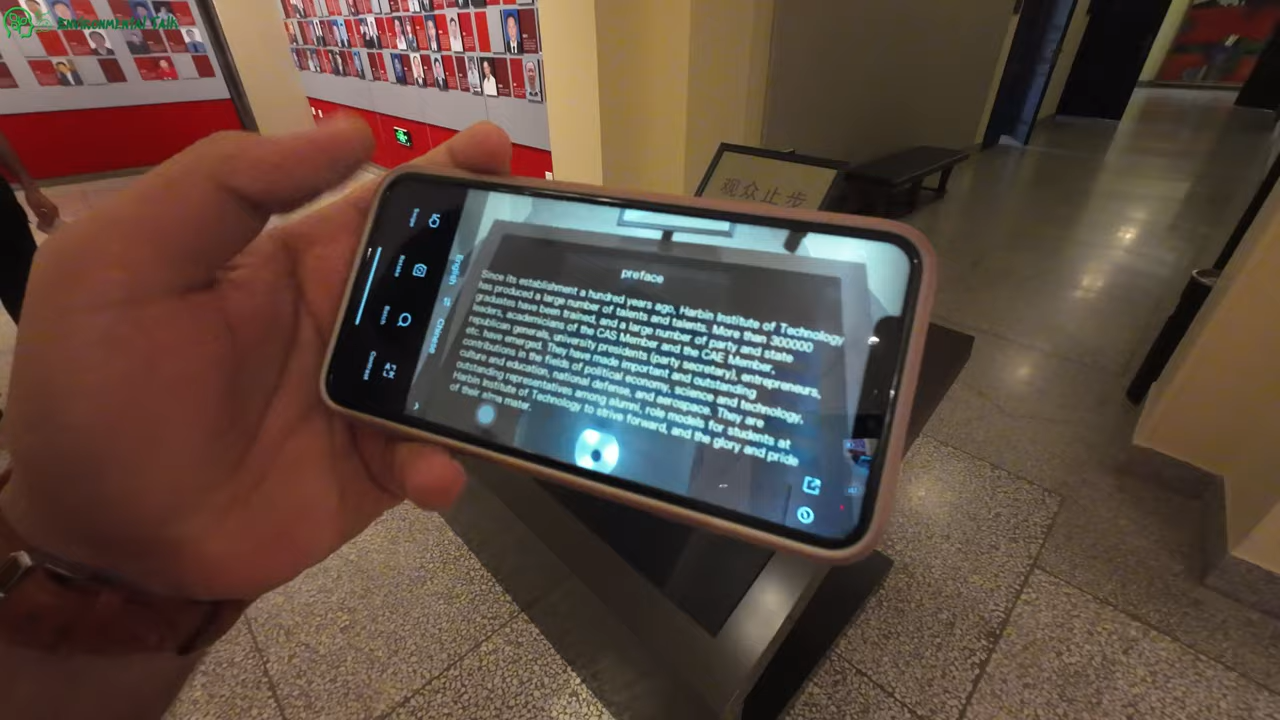 ENVIRONMENTAL TALK
观众止步
preface
Since its establishment a hundred years ago, Harbin Institute of Technology
has produced a large number of talents and talents. More than 300000
graduates have been trained, and a large number of party and state
leaders, academicians of the CAS Member and the CAE Member,
republican generals, university presidents (party secretary), entrepreneurs,
etc. have emerged. They have made important and outstanding
contributions in the fields of political economy, science and technology,
culture and education, national defense, and aerospace. They are
outstanding representatives among alumni, role models for students at
Harbin Institute of Technology to strive forward, and the glory and pride
of their alma mater.
English
Chinese
Contrast